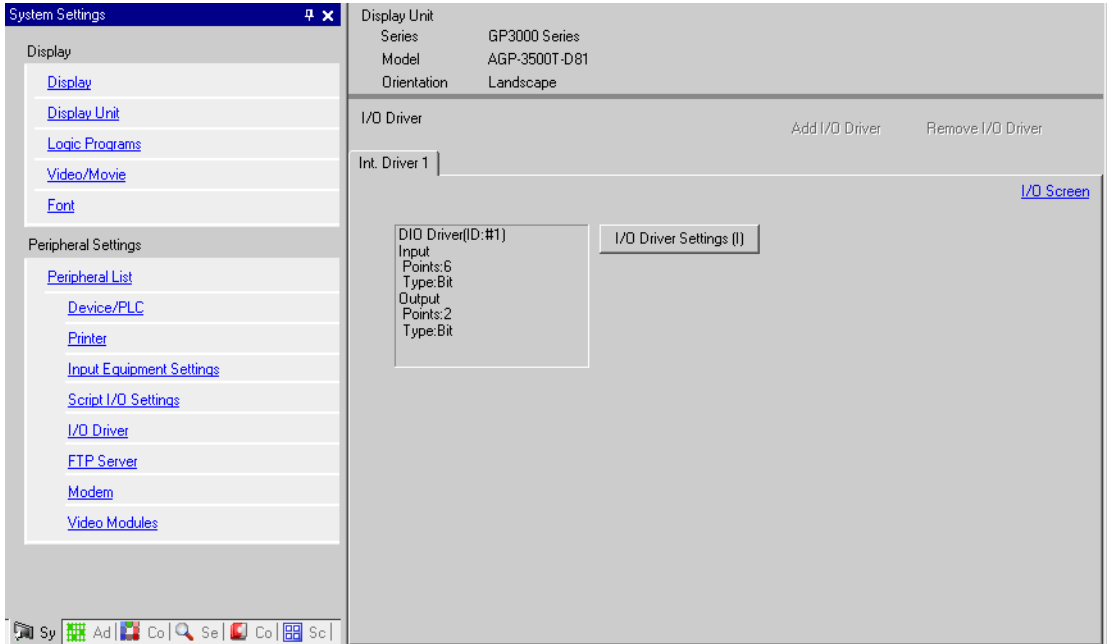 System Settings
Display
Display
Display Unit
Logic Programs
Video/Movie
Font
Peripheral Settings
Peripheral List
Device/PLC
Printer
Input Equipment Settings
Script I/O Settings
I/O Driver
FTP Server
Modem
Video Modules
Sy Ad Co Se Co Sc
Display Unit
Series GP3000 Series
Model AGP-3500T-D81
Orientation Landscape
I/O Driver
Add I/O Driver Remove I/O Driver
Int. Driver 1
I/O Screen
DIO Driver(ID:#1)
Input
Points:6
Type:Bit
Output
Points:2
Type:Bit
I/O Driver Settings (I)